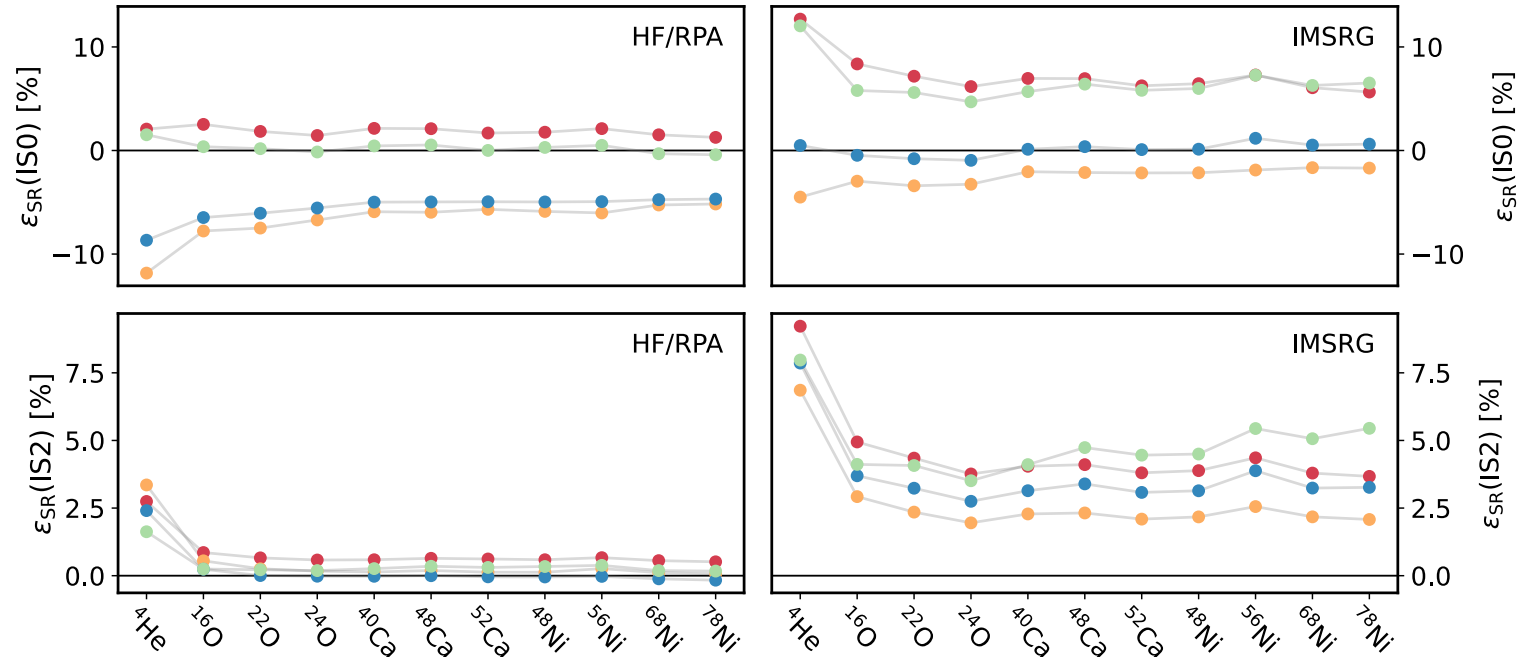 HF/RPA
IMSRG
ε_SR(IS0) [%]
10
0
−10
10
0
−10
ε_SR(IS0) [%]
HF/RPA
IMSRG
ε_SR(IS2) [%]
7.5
5.0
2.5
0.0
7.5
5.0
2.5
0.0
ε_SR(IS2) [%]
⁴He
¹⁶O
²²O
²⁴O
⁴⁰Ca
⁴⁸Ca
⁵²Ca
⁴⁸Ni
⁵⁶Ni
⁶⁸Ni
⁷⁸Ni
⁴He
¹⁶O
²²O
²⁴O
⁴⁰Ca
⁴⁸Ca
⁵²Ca
⁴⁸Ni
⁵⁶Ni
⁶⁸Ni
⁷⁸Ni